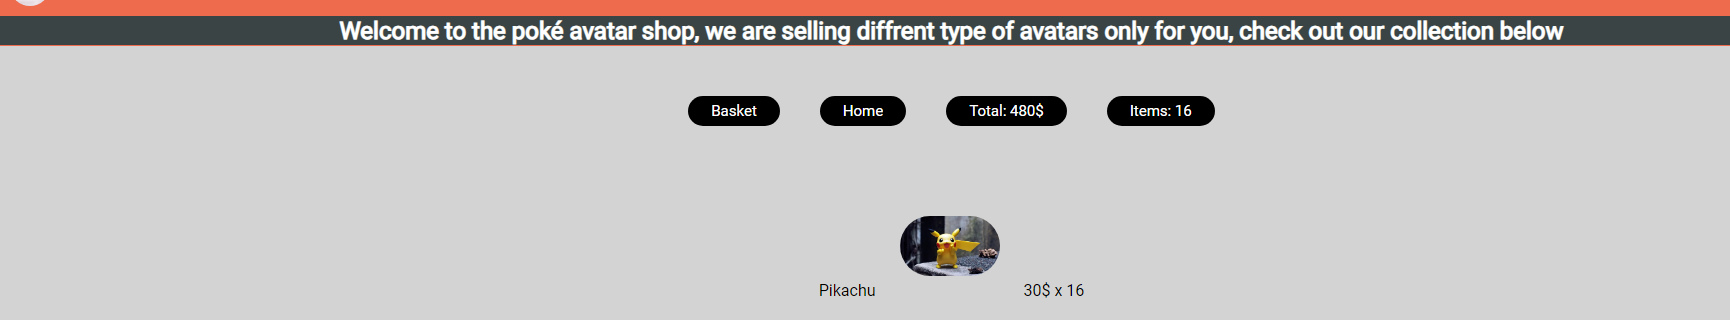 Welcome to the poké avatar shop, we are selling diffrent type of avatars only for you, check out our collection below
Basket Home Total: 480$ Items: 16
Pikachu 30$ x 16